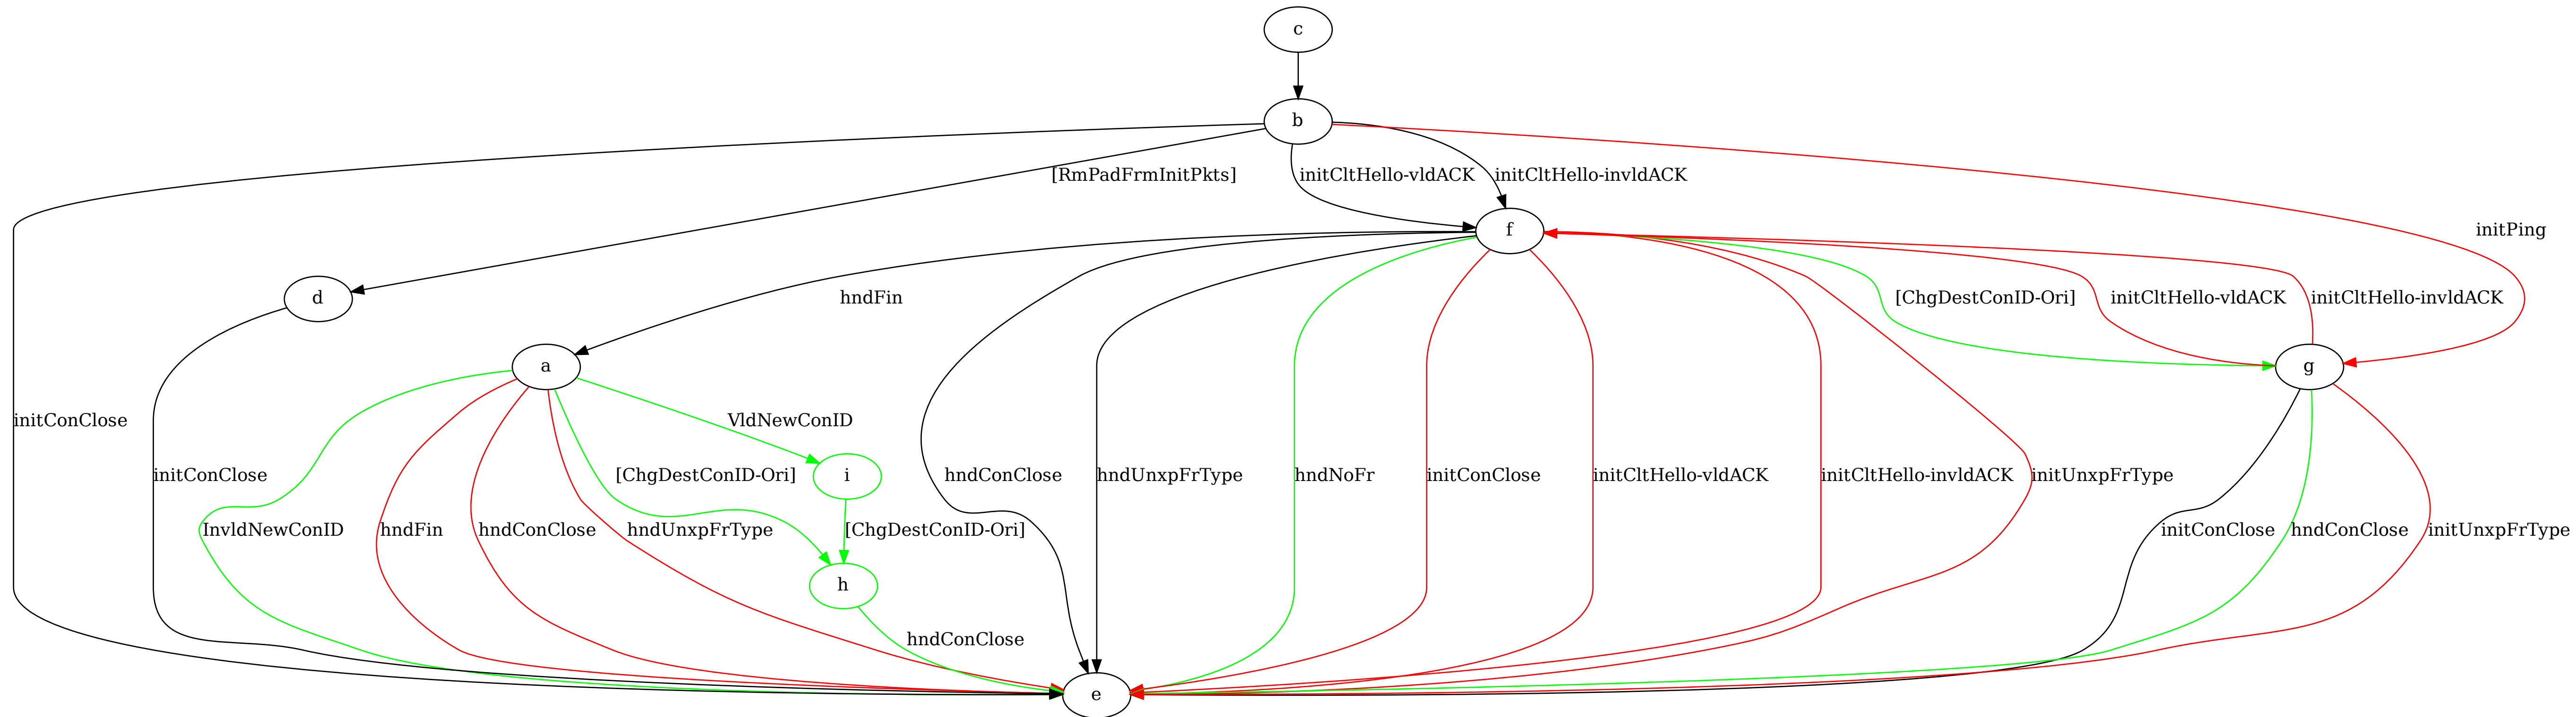 c
b
[RmPadFrmInitPkts]
initCltHello-vldACK
initCltHello-invldACK
f
initPing
d
hndFin
[ChgDestConID-Ori]
initCltHello-vldACK
initCltHello-invldACK
a
g
initConClose
VldNewConID
initConClose
[ChgDestConID-Ori]
i
hndConClose
hndUnxpFrType
hndNoFr
initConClose
initCltHello-vldACK
initCltHello-invldACK
initUnxpFrType
InvldNewConID
hndFin
hndConClose
hndUnxpFrType
[ChgDestConID-Ori]
initConClose
hndConClose
initUnxpFrType
h
hndConClose
e